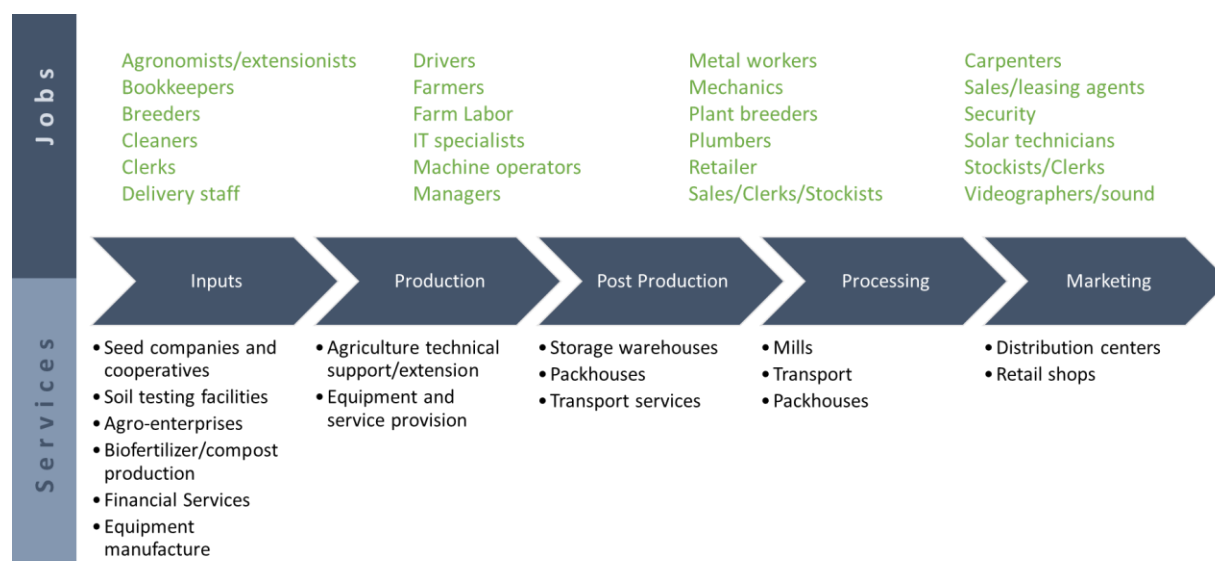 Jobs
Agronomists/extensionists
Bookkeepers
Breeders
Cleaners
Clerks
Delivery staff
Drivers
Farmers
Farm Labor
IT specialists
Machine operators
Managers
Metal workers
Mechanics
Plant breeders
Plumbers
Retailer
Sales/Clerks/Stockists
Carpenters
Sales/leasing agents
Security
Solar technicians
Stockists/Clerks
Videographers/sound
Inputs
Production
Post Production
Processing
Marketing
Services
• Seed companies and
cooperatives
• Soil testing facilities
• Agro-enterprises
• Biofertilizer/compost
production
• Financial Services
• Equipment
manufacture
• Agriculture technical
support/extension
• Equipment and
service provision
• Storage warehouses
• Packhouses
• Transport services
• Mills
• Transport
• Packhouses
• Distribution centers
• Retail shops